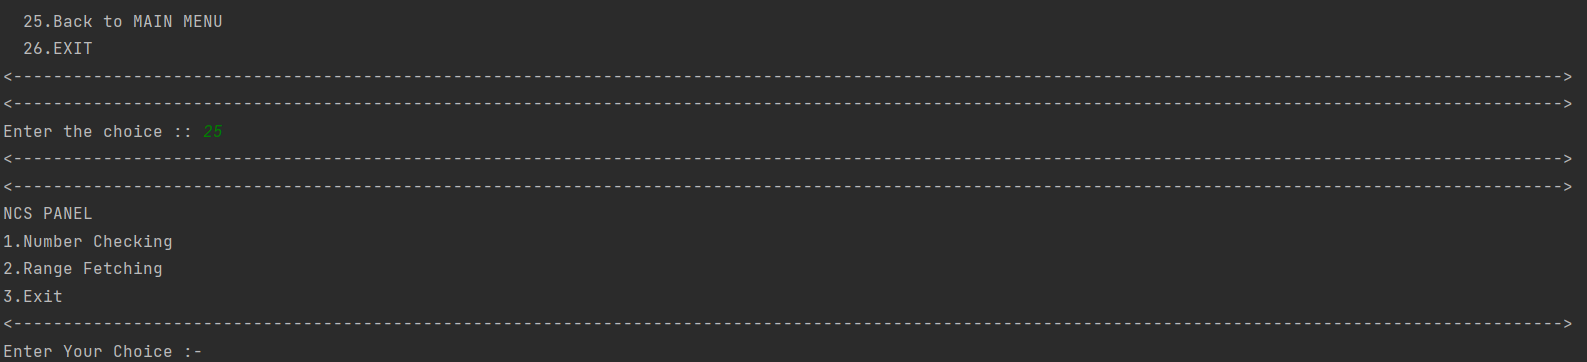 25.Back to MAIN MENU
26.EXIT
<----------------------------------------------------------------------------------------------------------------------------------------------------------->
<----------------------------------------------------------------------------------------------------------------------------------------------------------->
Enter the choice :: 25
<----------------------------------------------------------------------------------------------------------------------------------------------------------->
<----------------------------------------------------------------------------------------------------------------------------------------------------------->
NCS PANEL
1.Number Checking
2.Range Fetching
3.Exit
<----------------------------------------------------------------------------------------------------------------------------------------------------------->
Enter Your Choice :-